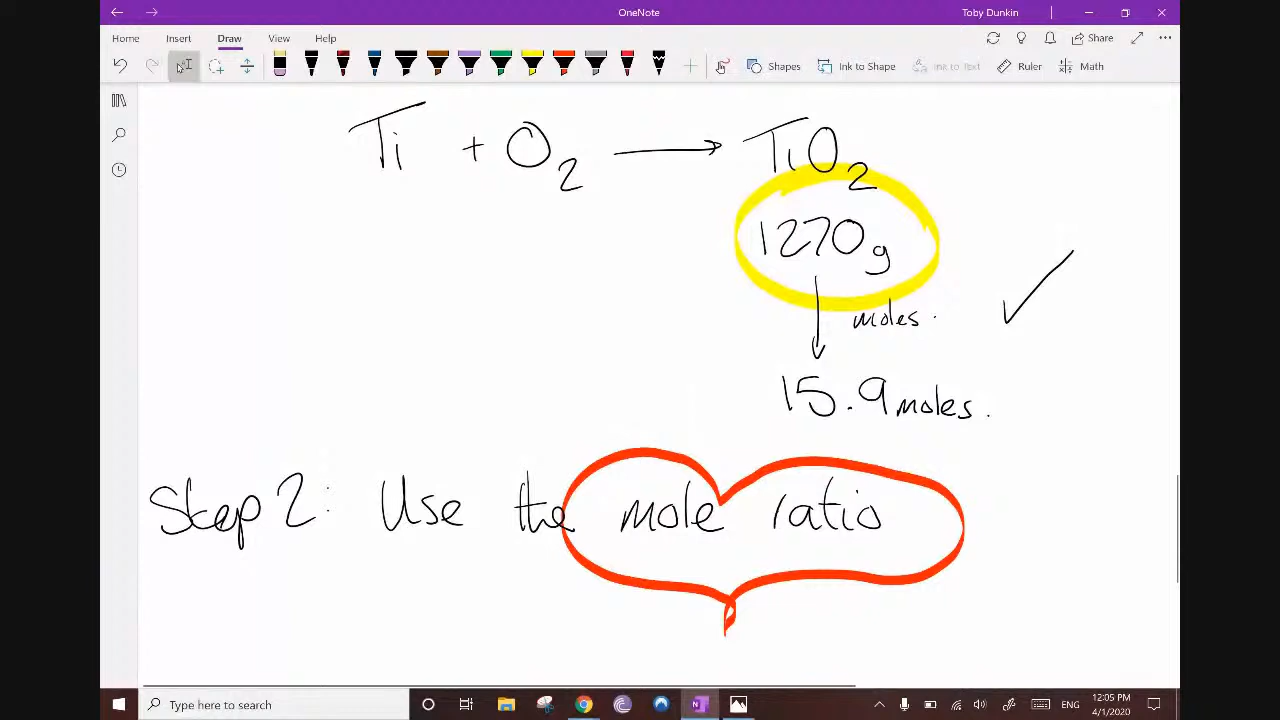 OneNote
Toby Dunkin
Home Insert Draw View Help
Share
Shapes Ink to Shape Ink to Text Ruler Math
Ti + O2 → TiO2
1270g
moles.
15.9 moles.
Step 2: Use the mole ratio
Type here to search
ENG
12:05 PM
4/1/2020